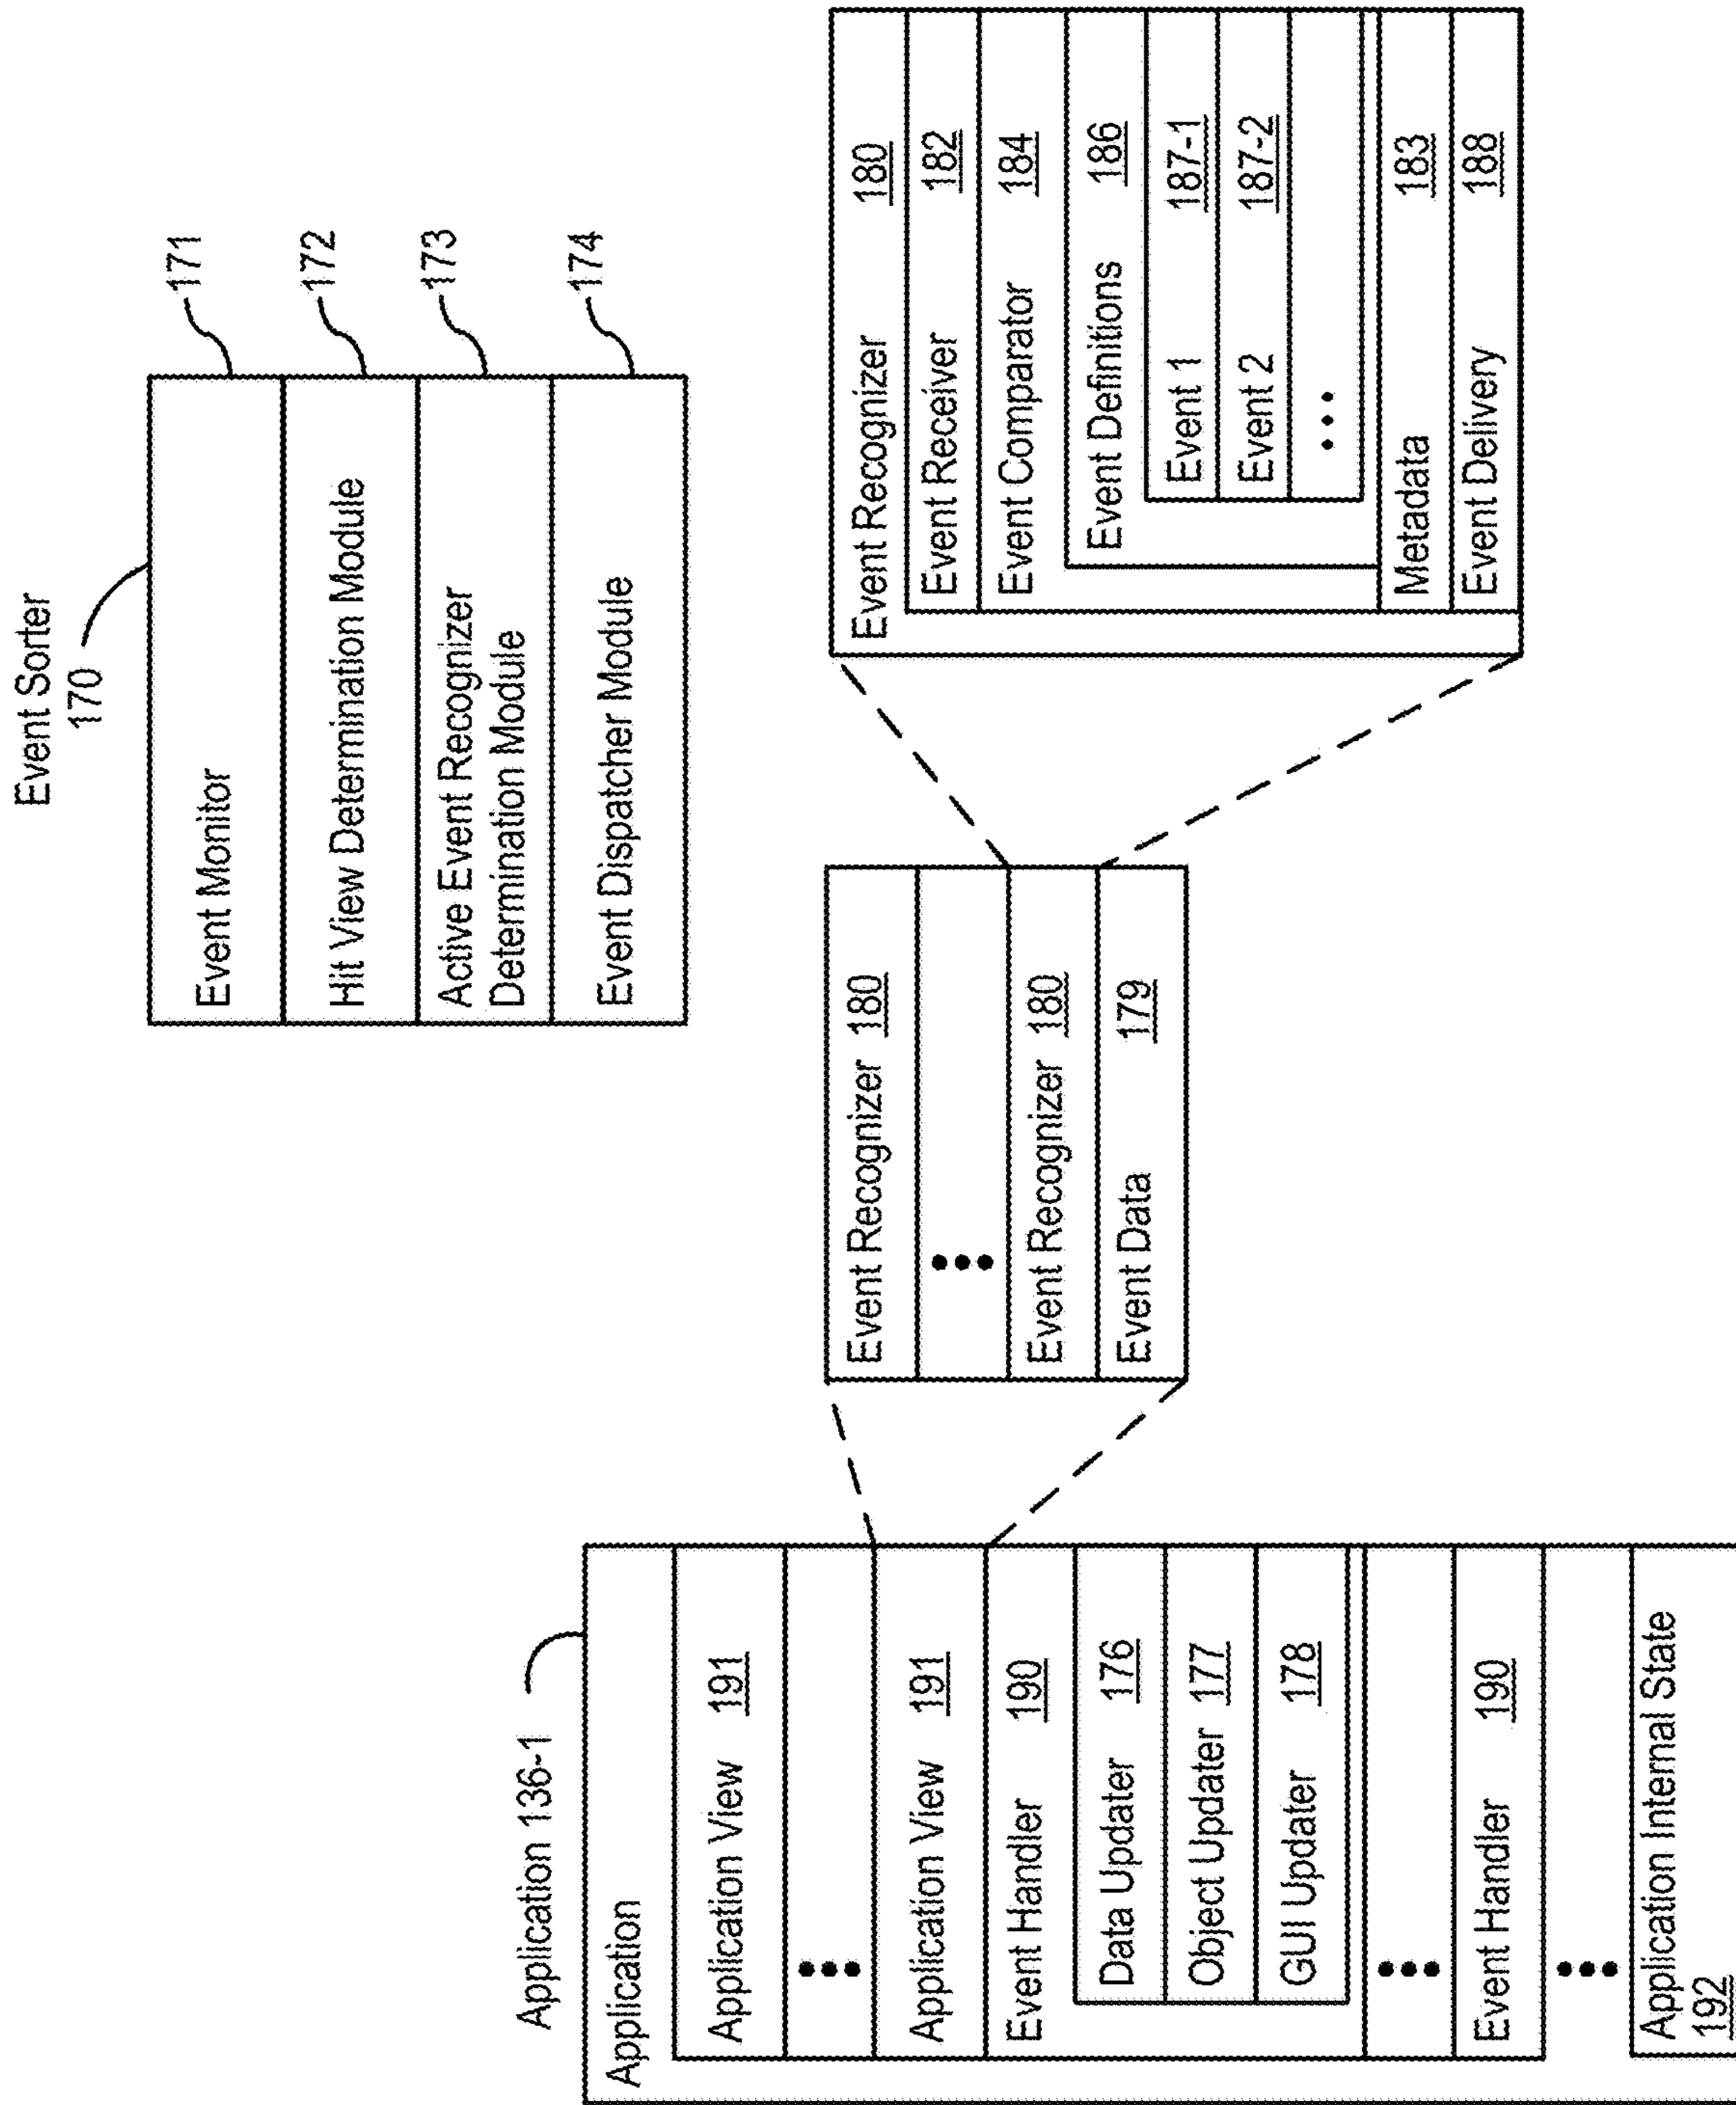 Event Sorter
170
Event Monitor
171
Hit View Determination Module
172
Active Event Recognizer
Determination Module
173
Event Dispatcher Module
174
Application 136-1
Application
Application View 191
•••
Application View 191
Event Handler 190
Data Updater 176
Object Updater 177
GUI Updater 178
•••
Event Handler 190
•••
Application Internal State
192
Event Recognizer 180
•••
Event Recognizer 180
Event Data 179
Event Recognizer 180
Event Receiver 182
Event Comparator 184
Event Definitions 186
Event 1 187-1
Event 2 187-2
•••
Metadata 183
Event Delivery 188